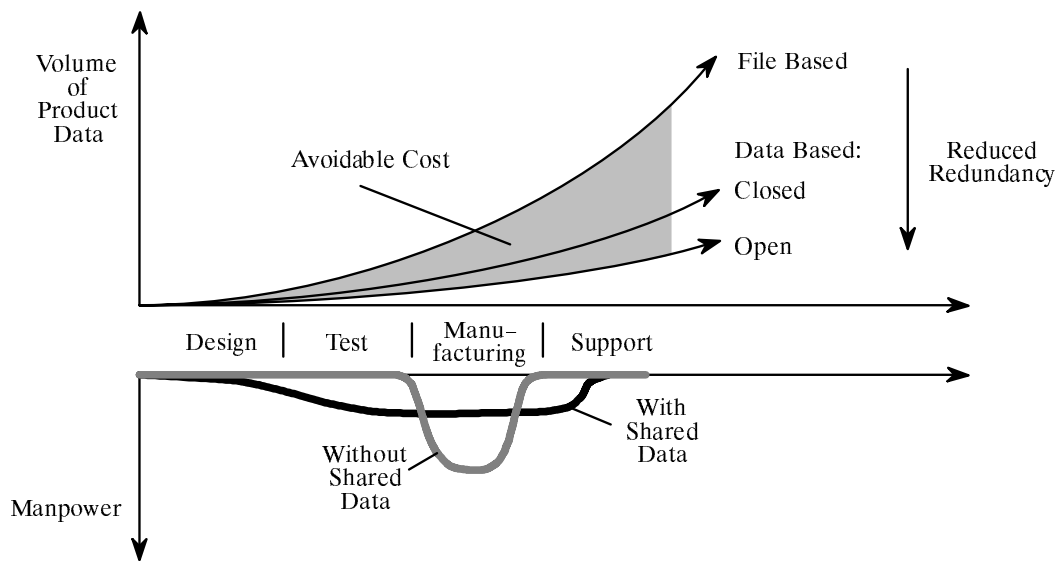 Volume
of
Product
Data
File Based
Avoidable Cost
Data Based:
Closed
Open
Reduced
Redundancy
Design
Test
Manu–
facturing
Support
With
Shared
Data
Without
Shared
Data
Manpower